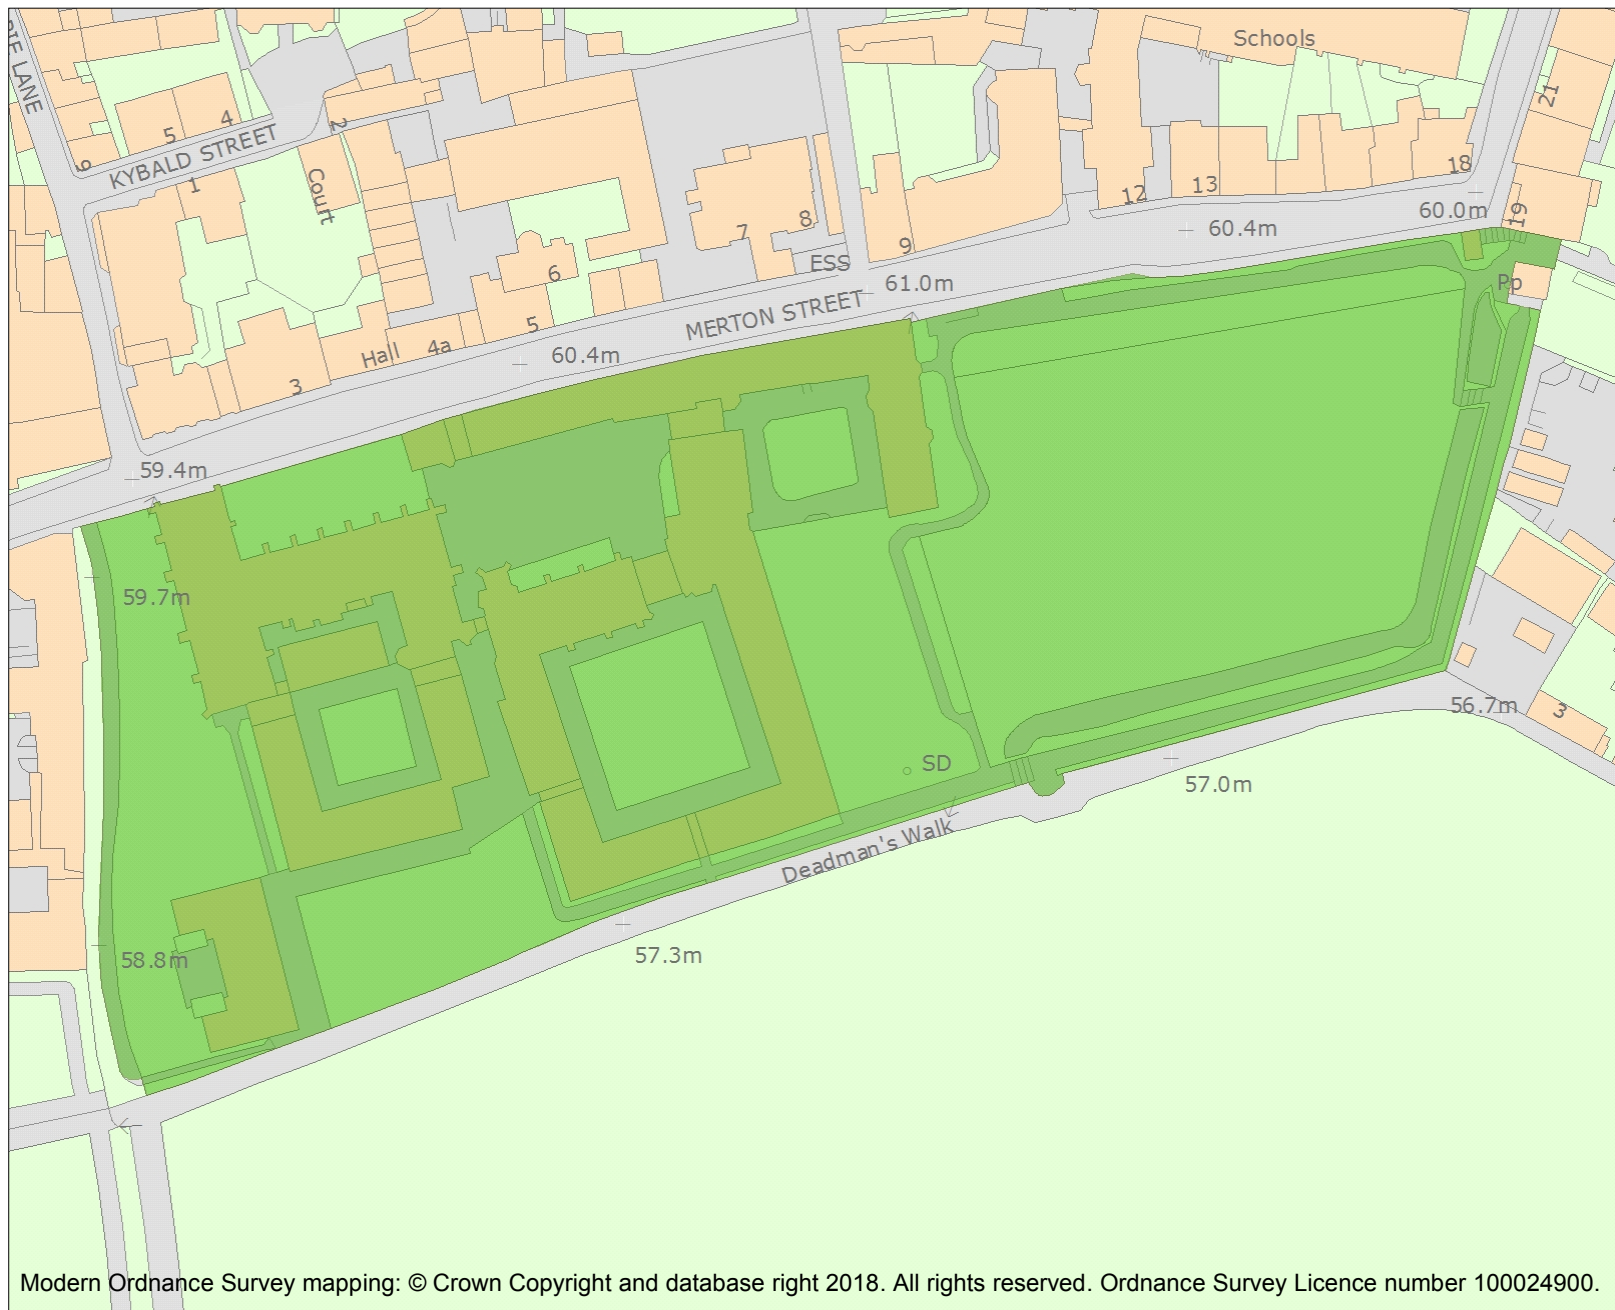 Schools
LANE
21
5
4
2
9
KYBALD STREET
1
18
12
13
Court
60.0m
19
60.4m
8
7
9
ESS
6
61.0m
Pp
MERTON STREET
5
4a
Hall
60.4m
3
59.4m
59.7m
56.7m
3
SD
57.0m
Deadman's Walk
57.3m
58.8m
Modern Ordnance Survey mapping: © Crown Copyright and database right 2018. All rights reserved. Ordnance Survey Licence number 100024900.